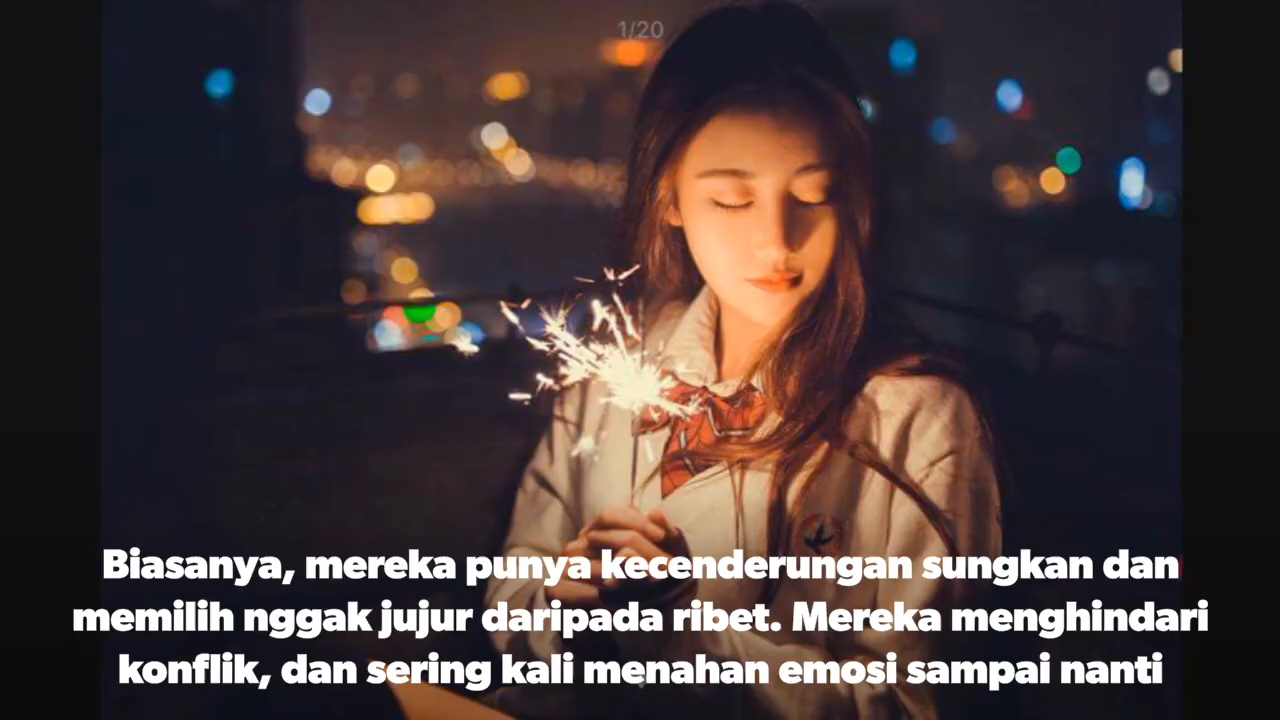 1/20
Biasanya, mereka punya kecenderungan sungkan dan
memilih nggak jujur daripada ribet. Mereka menghindari
konflik, dan sering kali menahan emosi sampai nanti